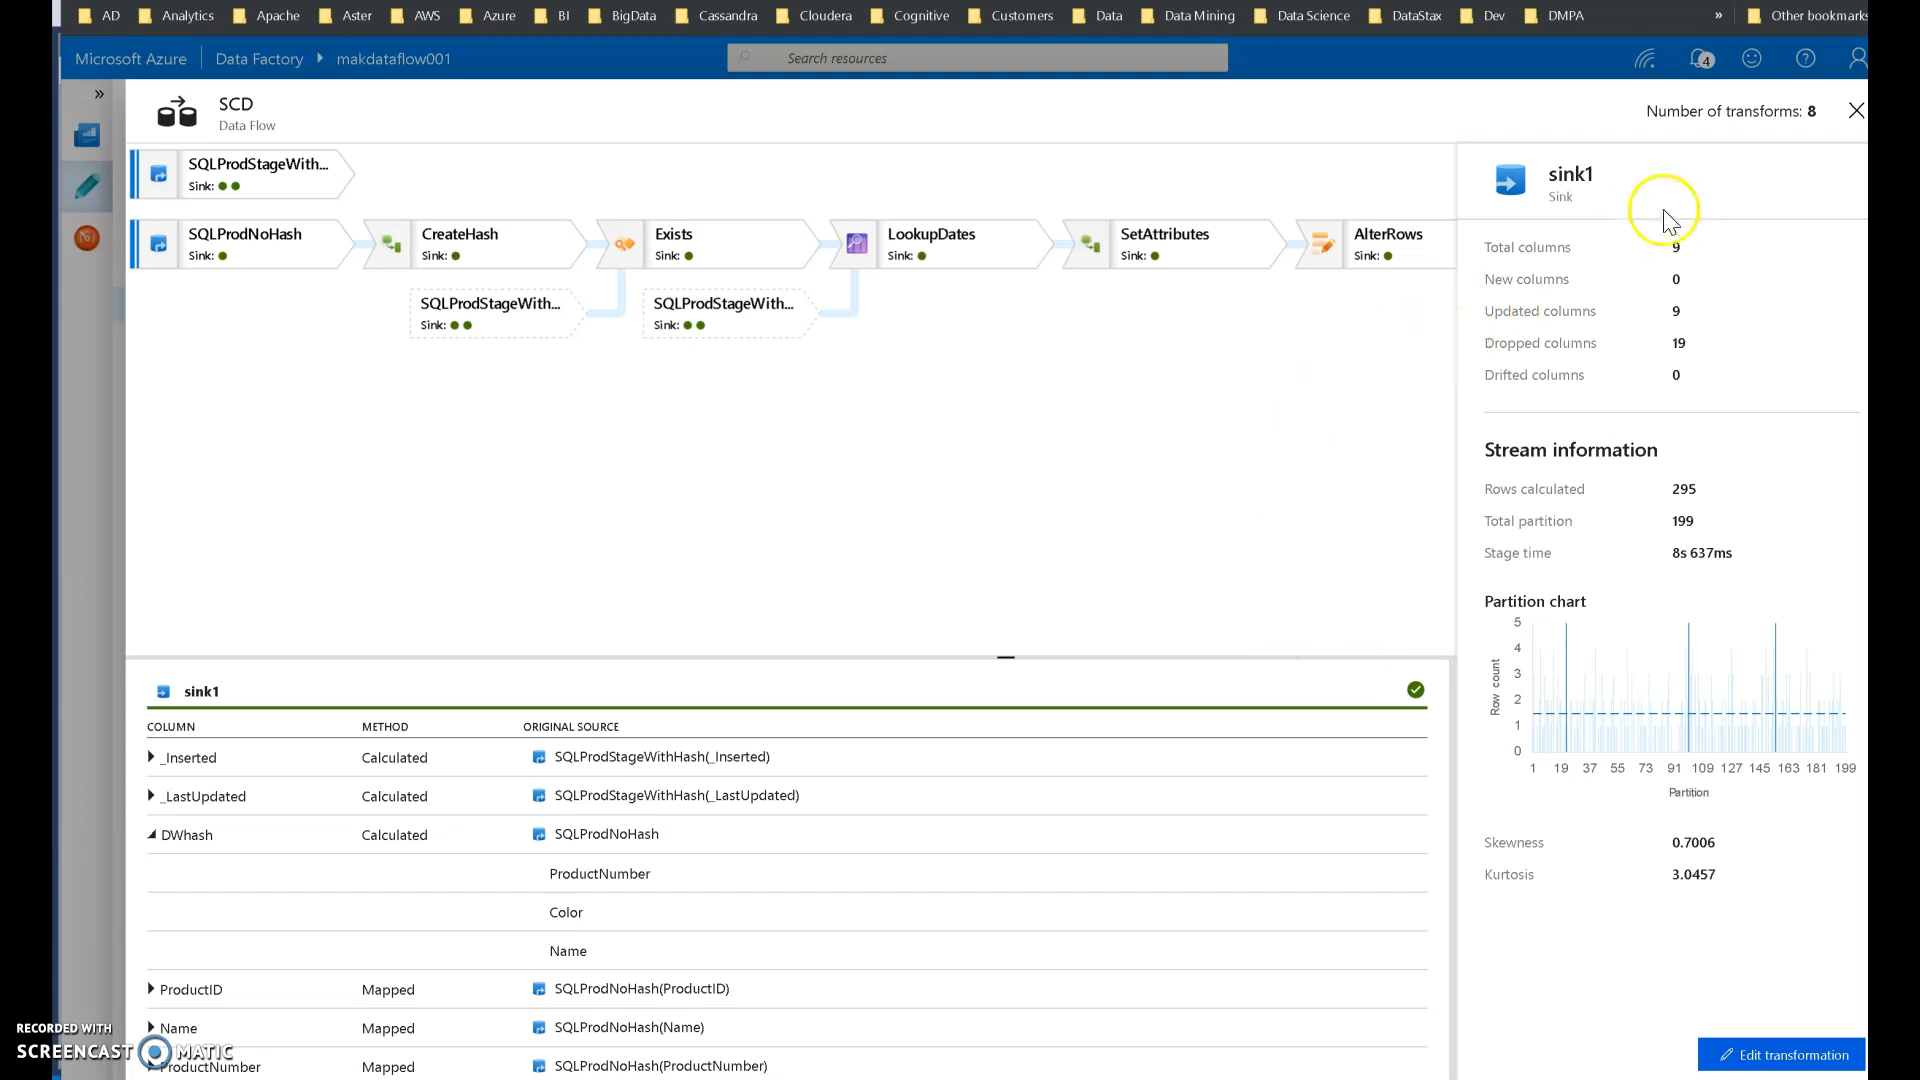 AD Analytics Apache Aster AWS Azure BI BigData Cassandra Cloudera Cognitive Customers Data Data Mining Data Science DataStax Dev DMPA » Other bookmarks
Microsoft Azure Data Factory makdataflow001 Search resources 4
»
SCD
Data Flow
Number of transforms: 8
SQLProdStageWith...
Sink:
SQLProdNoHash
Sink:
CreateHash
Sink:
Exists
Sink:
LookupDates
Sink:
SetAttributes
Sink:
AlterRows
Sink:
SQLProdStageWith...
Sink:
SQLProdStageWith...
Sink:
sink1
Sink
Total columns 9
New columns 0
Updated columns 9
Dropped columns 19
Drifted columns 0
Stream information
Rows calculated 295
Total partition 199
Stage time 8s 637ms
Partition chart
5
4
3
2
1
0
Row count
1 19 37 55 73 91 109 127 145 163 181 199
Partition
Skewness 0.7006
Kurtosis 3.0457
Edit transformation
sink1
COLUMN METHOD ORIGINAL SOURCE
_Inserted Calculated SQLProdStageWithHash(_Inserted)
_LastUpdated Calculated SQLProdStageWithHash(_LastUpdated)
DWhash Calculated SQLProdNoHash
ProductNumber
Color
Name
ProductID Mapped SQLProdNoHash(ProductID)
Name Mapped SQLProdNoHash(Name)
ProductNumber Mapped SQLProdNoHash(ProductNumber)
RECORDED WITH
SCREENCAST MATIC